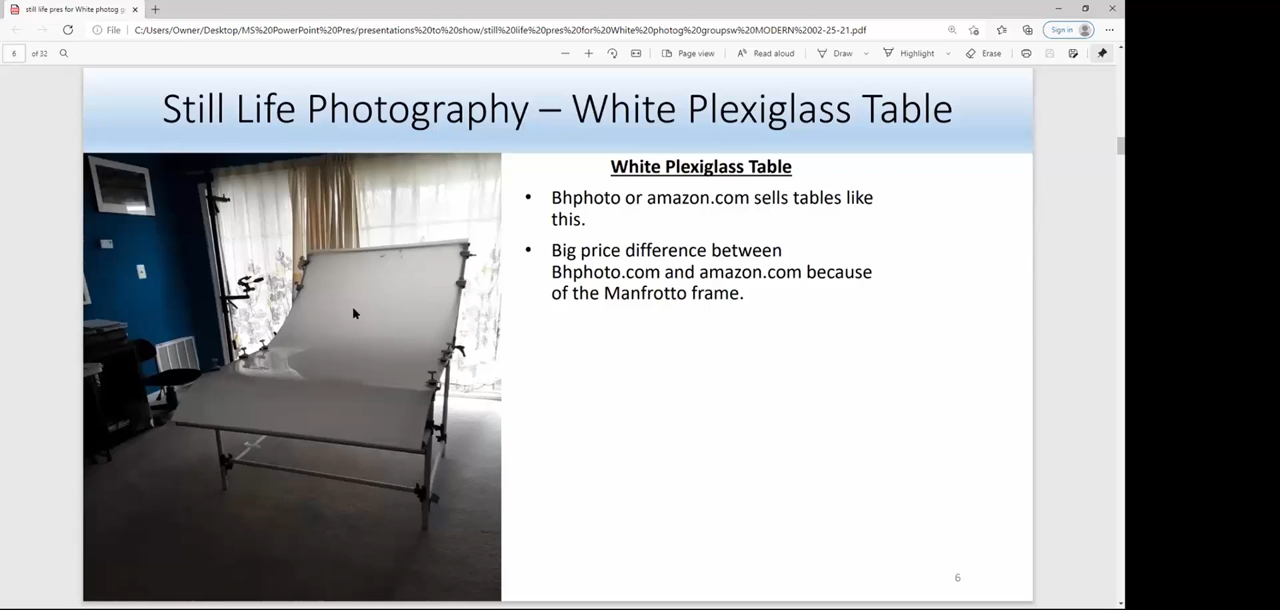 still life pres for White photog g
File
C:/Users/Owner/Desktop/MS%20PowerPoint%20Pres/presentations%20to%20show/still%20life%20pres%20for%20White%20photog%20groupsw%20MODERN%2002-25-21.pdf
Sign in
6 of 32
Page view
Read aloud
Draw
Highlight
Erase
Still Life Photography – White Plexiglass Table
White Plexiglass Table
• Bhphoto or amazon.com sells tables like
this.
• Big price difference between
Bhphoto.com and amazon.com because
of the Manfrotto frame.
6